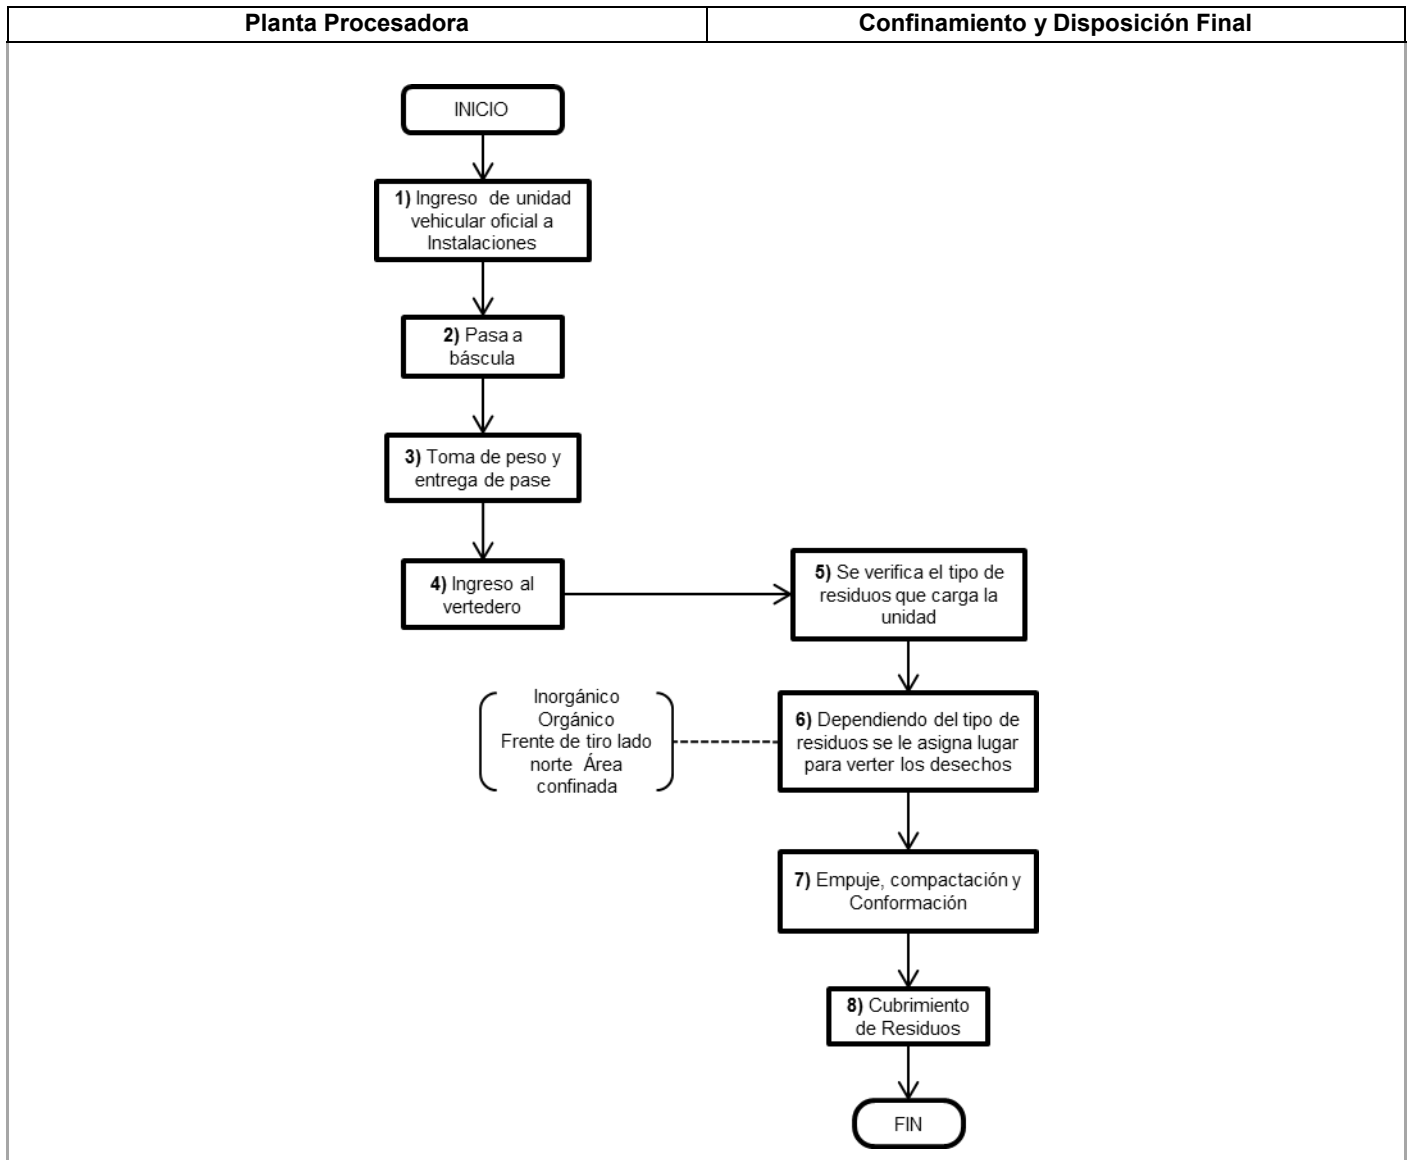 Planta Procesadora
Confinamiento y Disposición Final
INICIO
1) Ingreso de unidad
vehicular oficial a
Instalaciones
2) Pasa a
báscula
3) Toma de peso y
entrega de pase
4) Ingreso al
vertedero
5) Se verifica el tipo de
residuos que carga la
unidad
Inorgánico
Orgánico
Frente de tiro lado
norte Área
confinada
6) Dependiendo del tipo de
residuos se le asigna lugar
para verter los desechos
7) Empuje, compactación y
Conformación
8) Cubrimiento
de Residuos
FIN